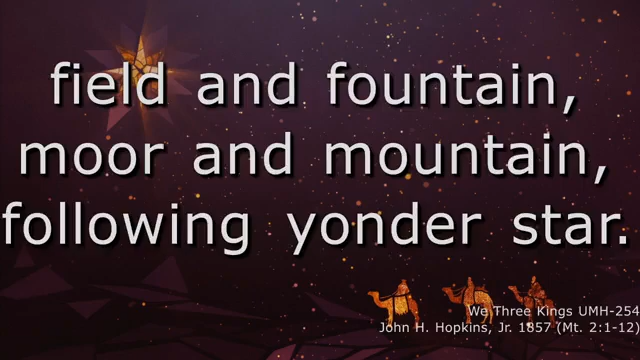 field and fountain,
moor and mountain,
following yonder star.
We Three Kings UMH-254
John H. Hopkins, Jr. 1857 (Mt. 2:1-12)